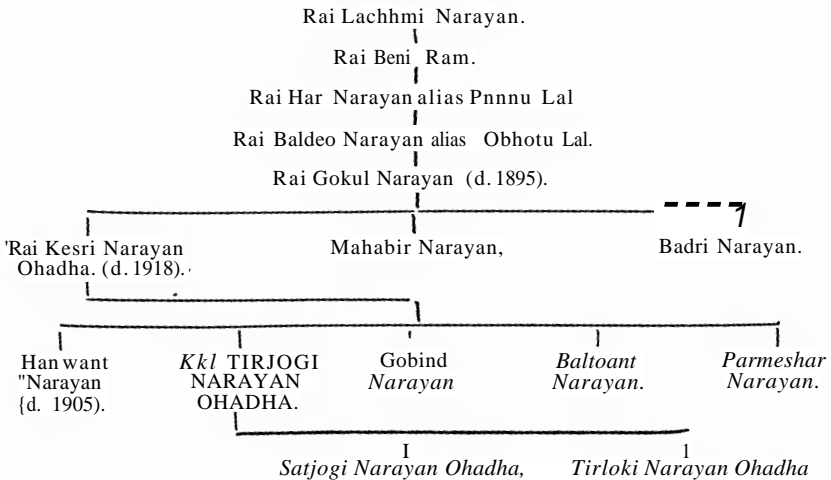 Rai Lachhmi Narayan.
Rai Beni Ram.
Rai Har Narayan alias Pnnnu Lal
Rai Baldeo Narayan alias Obhotu Lal.
Rai Gokul Narayan (d. 1895).
'Rai Kesri Narayan
Ohadha. (d. 1918).
Mahabir Narayan,
Badri Narayan.
Hanwant
"Narayan
{d. 1905).
Kkl TIRJOGI
NARAYAN
OHADHA.
Gobind
Narayan
Baltoant
Narayan.
Parmeshar
Narayan.
Satjogi Narayan Ohadha,
Tirloki Narayan Ohadha